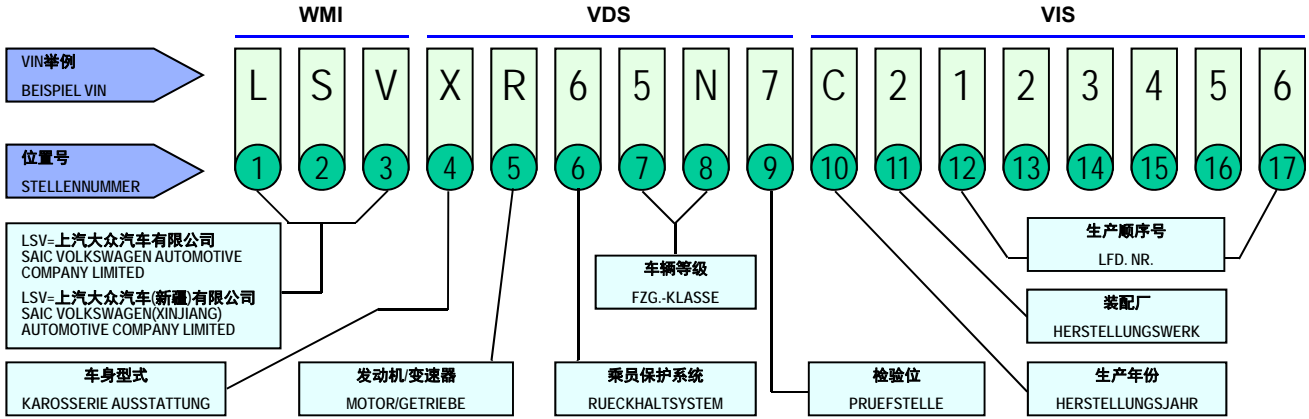 WMI VDS VIS
VIN举例
BEISPIEL VIN
L S V X R 6 5 N 7 C 2 1 2 3 4 5 6
位置号
STELLENNUMMER
1 2 3 4 5 6 7 8 9 10 11 12 13 14 15 16 17
LSV=上汽大众汽车有限公司
SAIC VOLKSWAGEN AUTOMOTIVE
COMPANY LIMITED
LSV=上汽大众汽车(新疆)有限公司
SAIC VOLKSWAGEN(XINJIANG)
AUTOMOTIVE COMPANY LIMITED
车辆等级
FZG.-KLASSE
生产顺序号
LFD. NR.
装配厂
HERSTELLUNGSWERK
车身型式
KAROSSERIE AUSSTATTUNG
发动机/变速器
MOTOR/GETRIEBE
乘员保护系统
RUECKHALTSYSTEM
检验位
PRUEFSTELLE
生产年份
HERSTELLUNGSJAHR